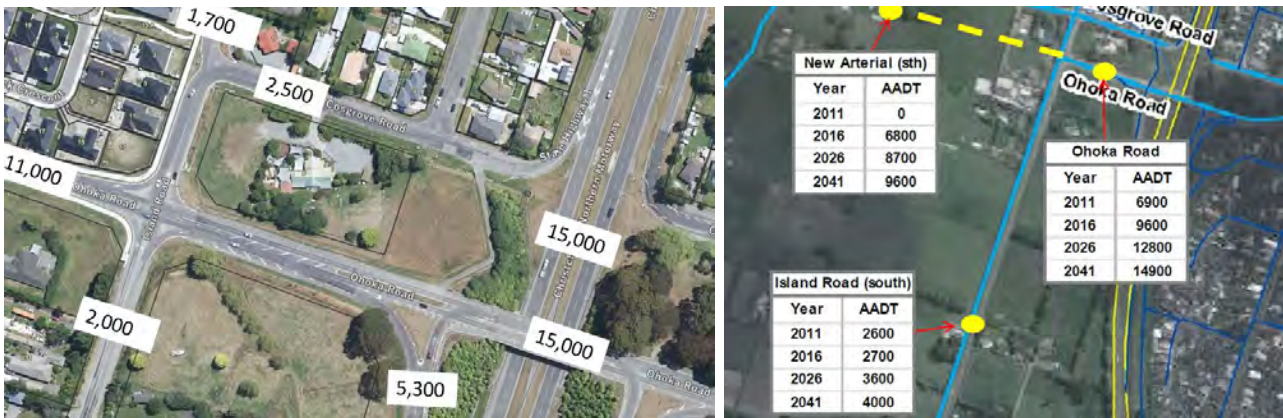 1,700
2,500
Cosgrove Road
Crescent
11,000
Ohoka Road
Island Road
15,000
Ohoka Road
2,000
15,000
5,300
Ohoka Road
New Arterial (sth)
Year AADT
2011 0
2016 6800
2026 8700
2041 9600
osgrove Road
Ohoka Road
Ohoka Road
Year AADT
2011 6900
2016 9600
2026 12800
2041 14900
Island Road (south)
Year AADT
2011 2600
2016 2700
2026 3600
2041 4000